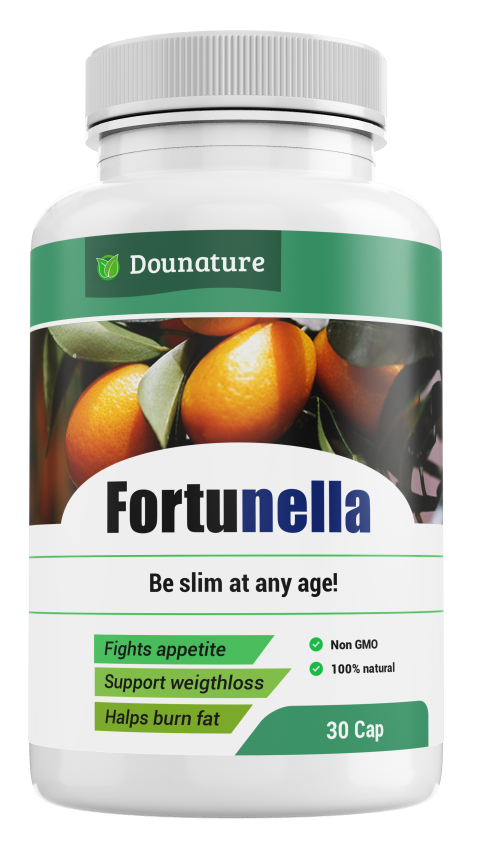 Dounature
Fortunella
Be slim at any age!
Fights appetite
Support weigthloss
Halps burn fat
Non GMO
100% natural
30 Cap